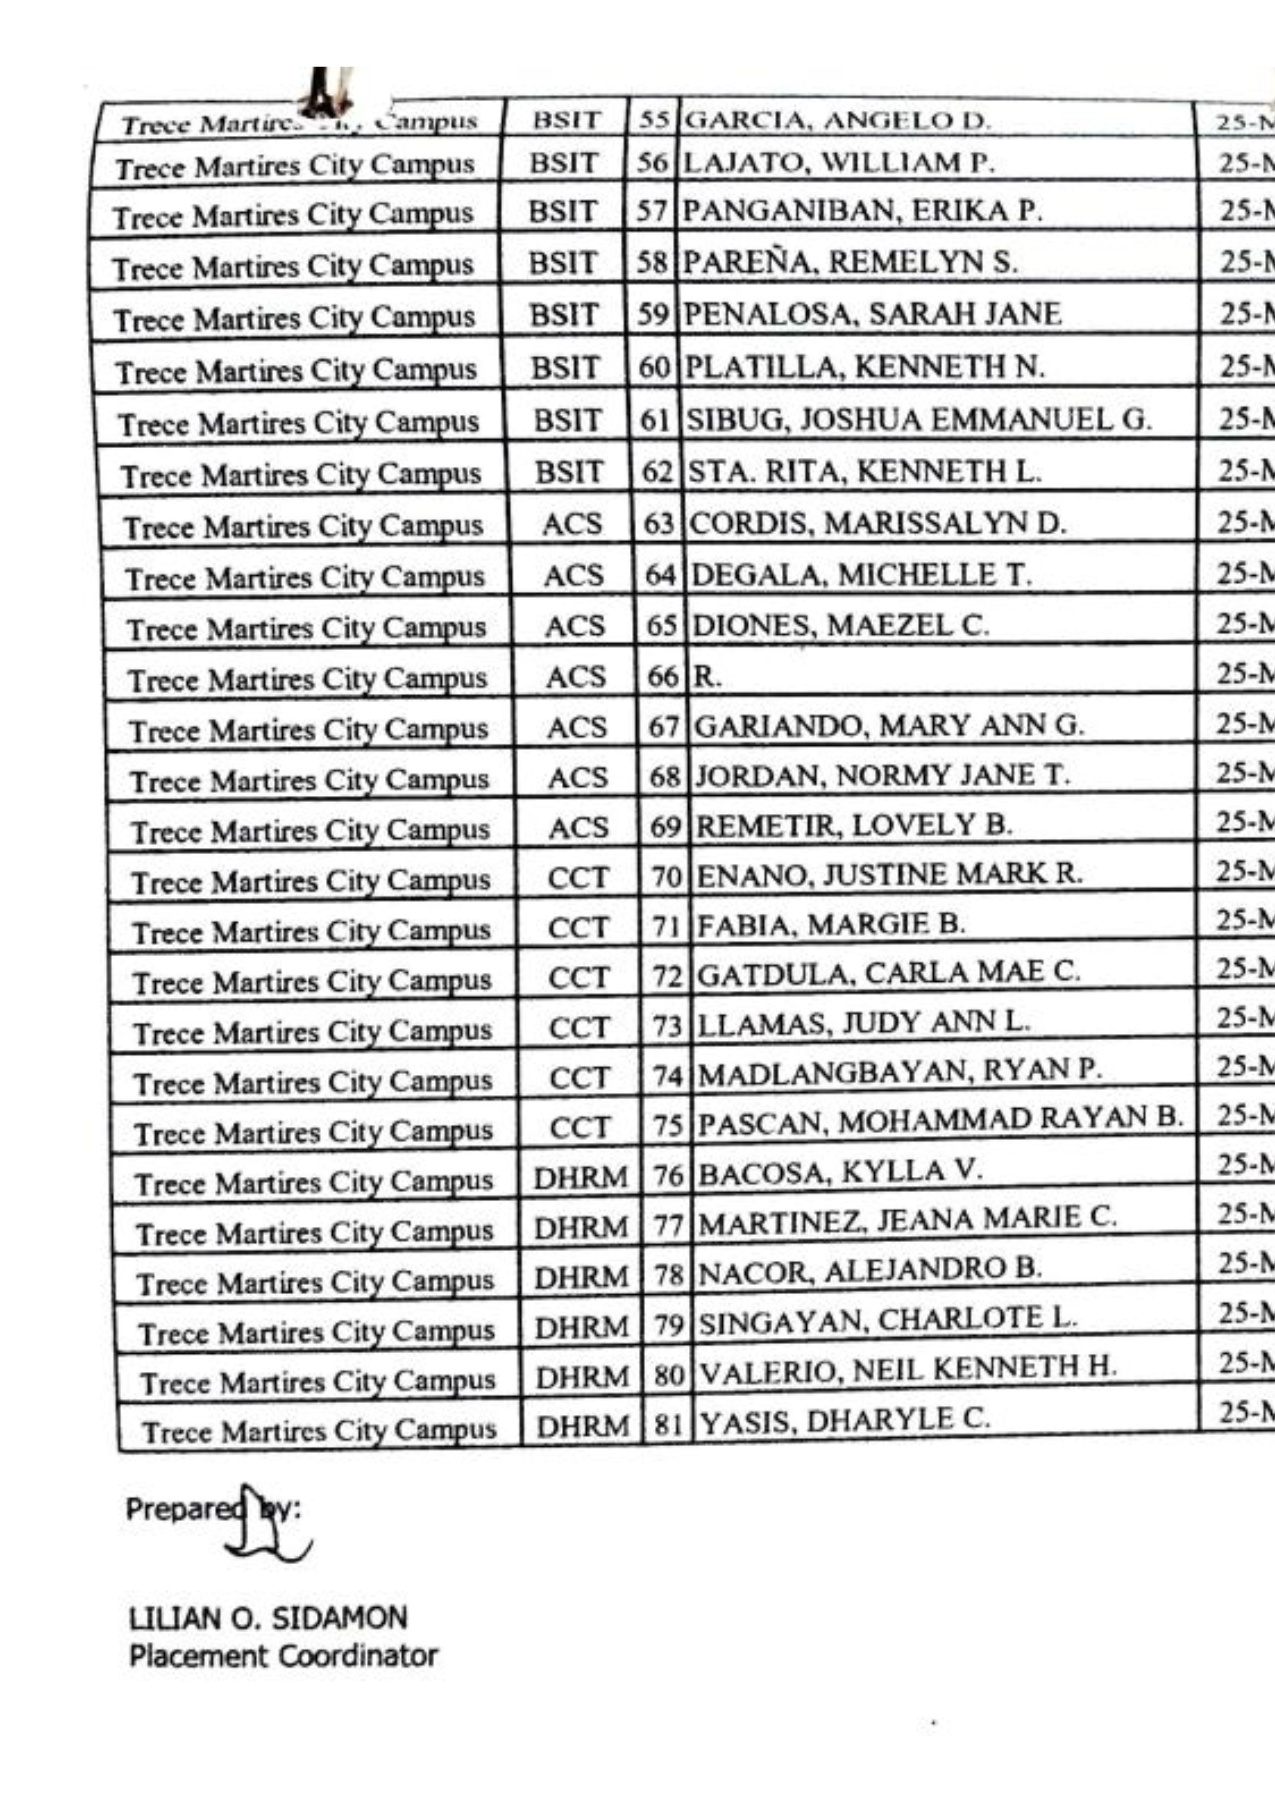 Trece Martires City Campus BSIT 55 GARCIA, ANGELO D. 25-M
Trece Martires City Campus BSIT 56 LAJATO, WILLIAM P. 25-M
Trece Martires City Campus BSIT 57 PANGANIBAN, ERIKA P. 25-M
Trece Martires City Campus BSIT 58 PAREÑA, REMELYN S. 25-M
Trece Martires City Campus BSIT 59 PENALOSA, SARAH JANE 25-M
Trece Martires City Campus BSIT 60 PLATILLA, KENNETH N. 25-M
Trece Martires City Campus BSIT 61 SIBUG, JOSHUA EMMANUEL G. 25-M
Trece Martires City Campus BSIT 62 STA. RITA, KENNETH L. 25-M
Trece Martires City Campus ACS 63 CORDIS, MARISSALYN D. 25-M
Trece Martires City Campus ACS 64 DEGALA, MICHELLE T. 25-M
Trece Martires City Campus ACS 65 DIONES, MAEZEL C. 25-M
Trece Martires City Campus ACS 66 R. 25-M
Trece Martires City Campus ACS 67 GARIANDO, MARY ANN G. 25-M
Trece Martires City Campus ACS 68 JORDAN, NORMY JANE T. 25-M
Trece Martires City Campus ACS 69 REMETIR, LOVELY B. 25-M
Trece Martires City Campus CCT 70 ENANO, JUSTINE MARK R. 25-M
Trece Martires City Campus CCT 71 FABIA, MARGIE B. 25-M
Trece Martires City Campus CCT 72 GATDULA, CARLA MAE C. 25-M
Trece Martires City Campus CCT 73 LLAMAS, JUDY ANN L. 25-M
Trece Martires City Campus CCT 74 MADLANGBAYAN, RYAN P. 25-M
Trece Martires City Campus CCT 75 PASCAN, MOHAMMAD RAYAN B. 25-M
Trece Martires City Campus DHRM 76 BACOSA, KYLLA V. 25-M
Trece Martires City Campus DHRM 77 MARTINEZ, JEANA MARIE C. 25-M
Trece Martires City Campus DHRM 78 NACOR, ALEJANDRO B. 25-M
Trece Martires City Campus DHRM 79 SINGAYAN, CHARLOTE L. 25-M
Trece Martires City Campus DHRM 80 VALERIO, NEIL KENNETH H. 25-M
Trece Martires City Campus DHRM 81 YASIS, DHARYLE C. 25-M
Prepared by:
LILIAN O. SIDAMON
Placement Coordinator